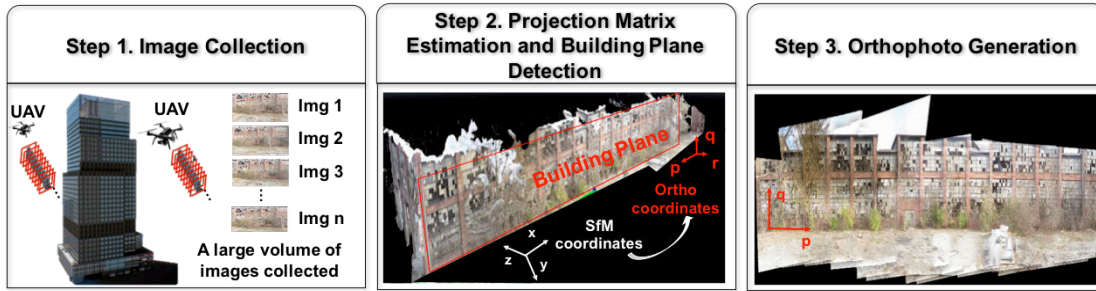 Step 1. Image Collection
UAV
UAV
Img 1
Img 2
Img 3
⋮
Img n
A large volume of
images collected
Step 2. Projection Matrix
Estimation and Building Plane
Detection
Building Plane
q
r
p
Ortho
coordinates
SfM
coordinates
x
z
y
Step 3. Orthophoto Generation
q
p